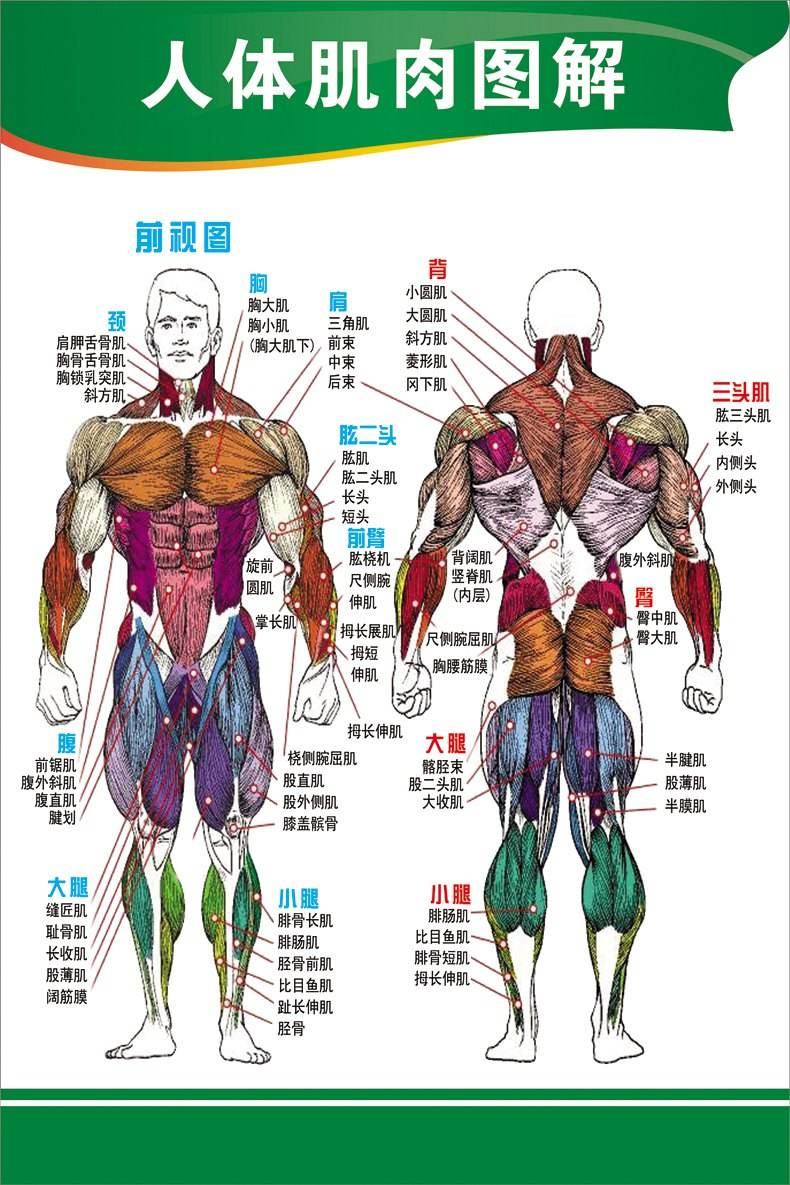 人体肌肉图解
前视图
颈
肩胛舌骨肌
胸骨舌骨肌
胸锁乳突肌
斜方肌
胸
胸大肌
胸小肌
(胸大肌下)
肩
三角肌
前束
中束
后束
肱二头
肱肌
肱二头肌
长头
短头
前臂
肱桡机
尺侧腕
伸肌
拇长展肌
拇短
伸肌
拇长伸肌
旋前
圆肌
掌长肌
桡侧腕屈肌
股直肌
股外侧肌
膝盖髌骨
腹
前锯肌
腹外斜肌
腹直肌
腱划
大腿
缝匠肌
耻骨肌
长收肌
股薄肌
阔筋膜
小腿
腓骨长肌
腓肠肌
胫骨前肌
比目鱼肌
趾长伸肌
胫骨
背
小圆肌
大圆肌
斜方肌
菱形肌
冈下肌
三头肌
肱三头肌
长头
内侧头
外侧头
背阔肌
竖脊肌
(内层)
腹外斜肌
尺侧腕屈肌
胸腰筋膜
臀
臀中肌
臀大肌
大腿
髂胫束
股二头肌
大收肌
半腱肌
股薄肌
半膜肌
小腿
腓肠肌
比目鱼肌
腓骨短肌
拇长伸肌